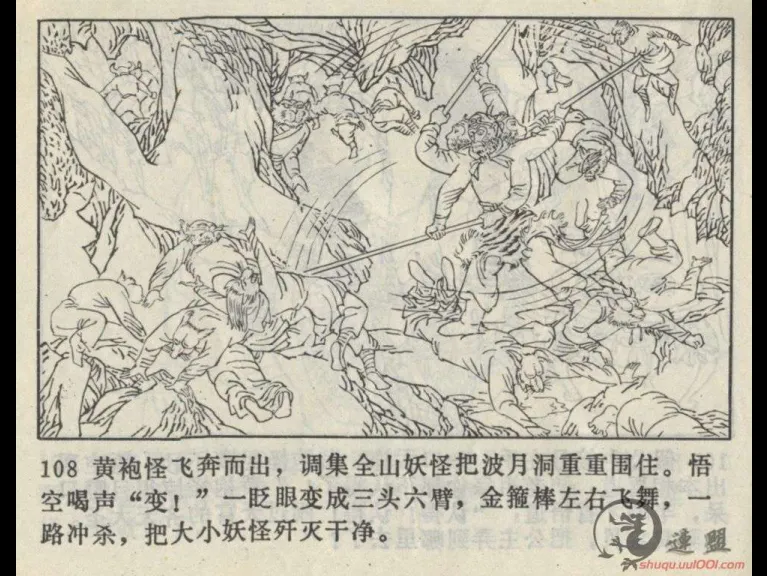 108 黄袍怪飞奔而出，调集全山妖怪把波月洞重重围住。悟
空喝声“变！”一眨眼变成三头六臂，金箍棒左右飞舞，一
路冲杀，把大小妖怪歼灭干净。
連盟
shuqu.uul001.com